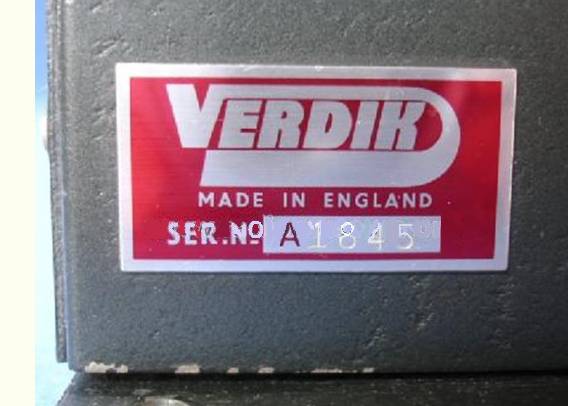 VERDIK
MADE IN ENGLAND
SER.Nº A1845